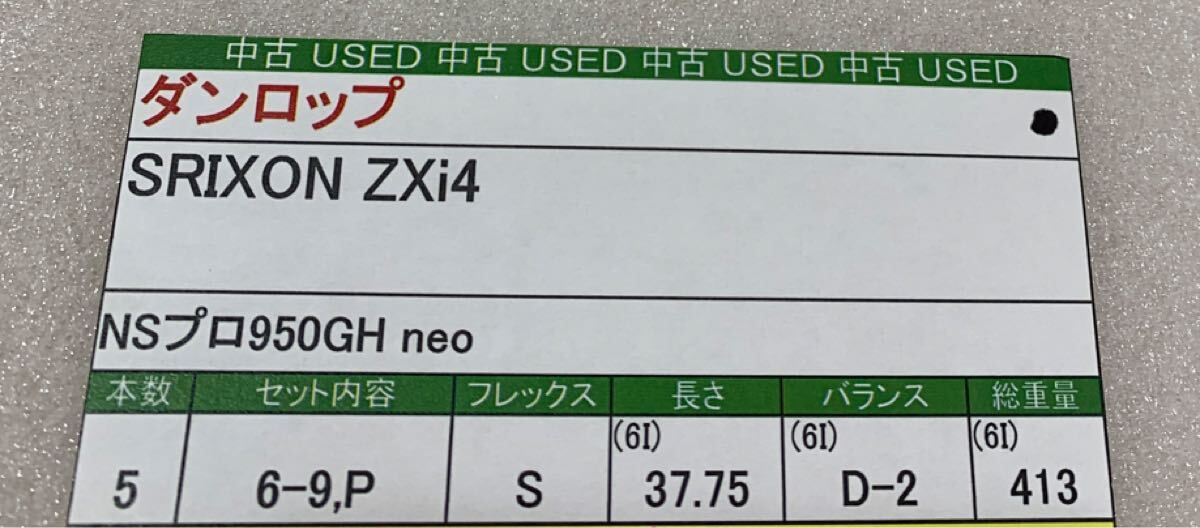 中古 USED 中古 USED 中古 USED 中古 USED
ダンロップ
SRIXON ZXi4
NSプロ950GH neo
本数 セット内容 フレックス 長さ バランス 総重量
(6I) (6I) (6I)
5 6-9,P S 37.75 D-2 413